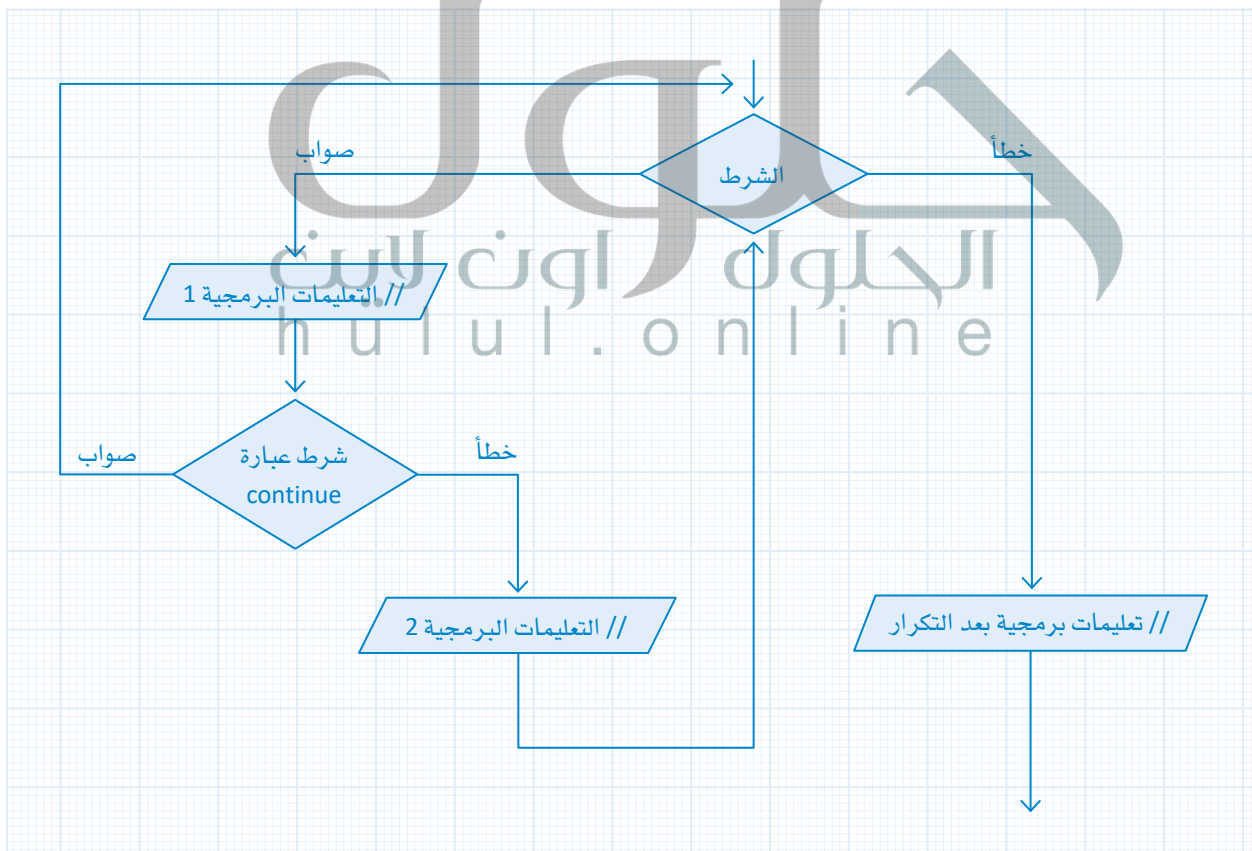 حلول
الحلول اون لاين
hulul.online
خطأ
صواب
الشرط
// التعليمات البرمجية 1
شرط عبارة
continue
خطأ
صواب
// التعليمات البرمجية 2
// تعليمات برمجية بعد التكرار